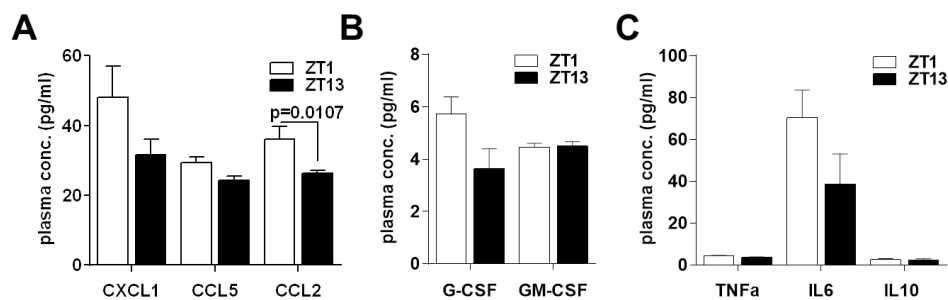 A
plasma conc. (pg/ml)
60
40
20
0
ZT1
ZT13
p=0.0107
CXCL1 CCL5 CCL2
B
plasma conc. (pg/ml)
8
6
4
2
0
ZT1
ZT13
G-CSF GM-CSF
C
plasma conc. (pg/ml)
100
80
60
40
20
0
ZT1
ZT13
TNFa IL6 IL10